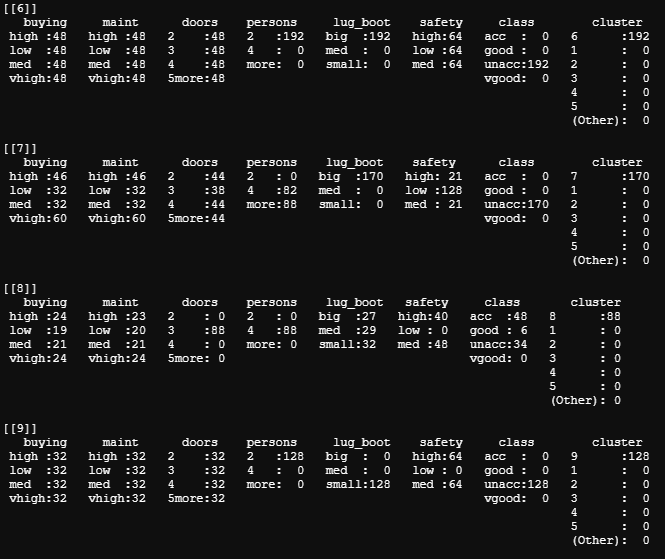 [[6]]
buying maint doors persons lug_boot safety class cluster
high :48 high :48 2 :48 2 :192 big :192 high:64 acc : 0 6 :192
low :48 low :48 3 :48 4 : 0 med : 0 low :64 good : 0 1 : 0
med :48 med :48 4 :48 more: 0 small: 0 med :64 unacc:192 2 : 0
vhigh:48 vhigh:48 5more:48 vgood: 0 3 : 0
4 : 0
5 : 0
(Other): 0
[[7]]
buying maint doors persons lug_boot safety class cluster
high :46 high :46 2 :44 2 : 0 big :170 high: 21 acc : 0 7 :170
low :32 low :32 3 :38 4 :82 med : 0 low :128 good : 0 1 : 0
med :32 med :32 4 :44 more:88 small: 0 med : 21 unacc:170 2 : 0
vhigh:60 vhigh:60 5more:44 vgood: 0 3 : 0
4 : 0
5 : 0
(Other): 0
[[8]]
buying maint doors persons lug_boot safety class cluster
high :24 high :23 2 : 0 2 : 0 big :27 high:40 acc :48 8 :88
low :19 low :20 3 :88 4 :88 med :29 low : 0 good : 6 1 : 0
med :21 med :21 4 : 0 more: 0 small:32 med :48 unacc:34 2 : 0
vhigh:24 vhigh:24 5more: 0 vgood: 0 3 : 0
4 : 0
5 : 0
(Other): 0
[[9]]
buying maint doors persons lug_boot safety class cluster
high :32 high :32 2 :32 2 :128 big : 0 high:64 acc : 0 9 :128
low :32 low :32 3 :32 4 : 0 med : 0 low : 0 good : 0 1 : 0
med :32 med :32 4 :32 more: 0 small:128 med :64 unacc:128 2 : 0
vhigh:32 vhigh:32 5more:32 vgood: 0 3 : 0
4 : 0
5 : 0
(Other): 0